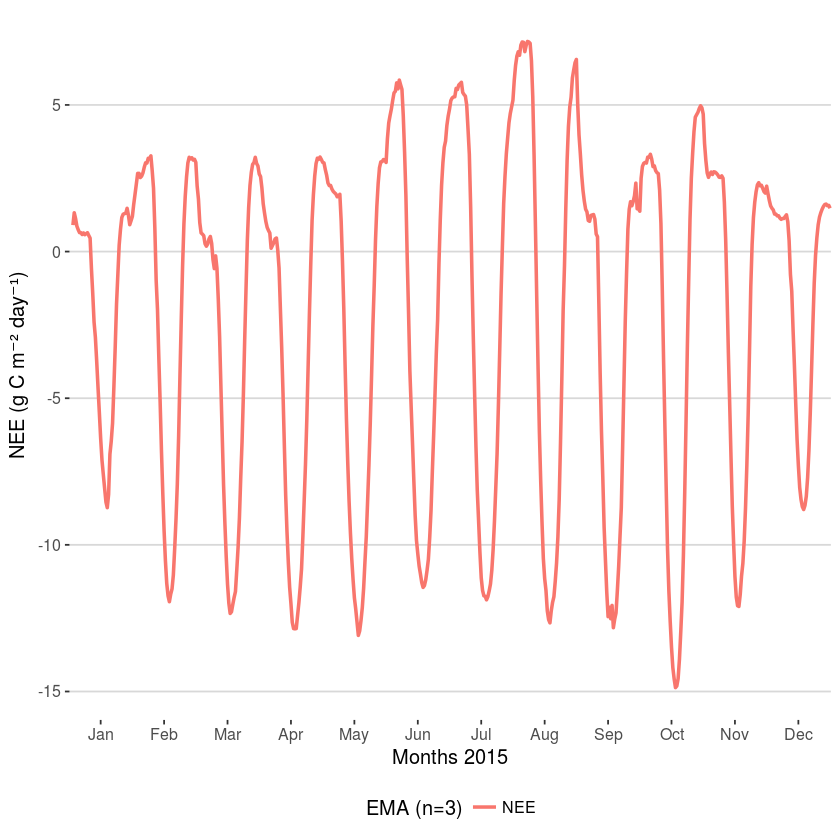 NEE (g C m⁻² day⁻¹)
5
0
-5
-10
-15
Jan Feb Mar Apr May Jun Jul Aug Sep Oct Nov Dec
Months 2015
EMA (n=3) NEE